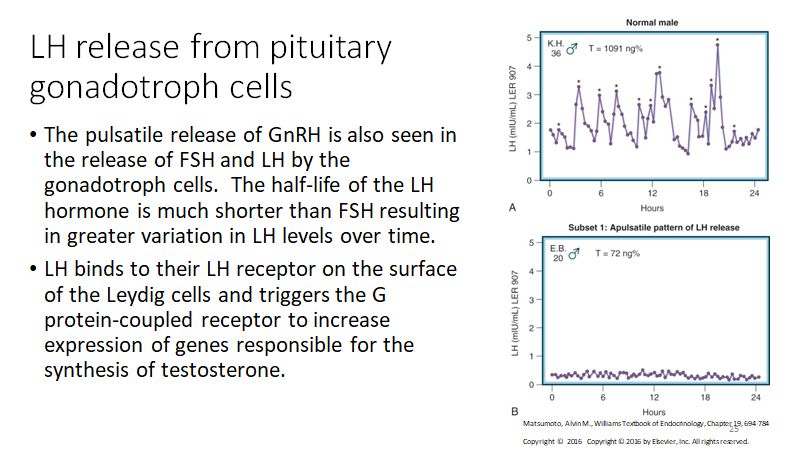 LH release from pituitary
gonadotroph cells
• The pulsatile release of GnRH is also seen in
the release of FSH and LH by the
gonadotroph cells.  The half-life of the LH
hormone is much shorter than FSH resulting
in greater variation in LH levels over time.
• LH binds to their LH receptor on the surface
of the Leydig cells and triggers the G
protein-coupled receptor to increase
expression of genes responsible for the
synthesis of testosterone.
Normal male
K.H. ♂ T = 1091 ng%
36
LH (mIU/mL) LER 907
5
4
3
2
1
0
0 6 12 18 24
Hours
A
Subset 1: Apulsatile pattern of LH release
E.B. ♂ T = 72 ng%
20
LH (mIU/mL) LER 907
5
4
3
2
1
0
0 6 12 18 24
Hours
B
Matsumoto, Alvin M., Williams Textbook of Endocrinology, Chapter 19, 694-784
25
Copyright © 2016 Copyright © 2016 by Elsevier, Inc. All rights reserved.